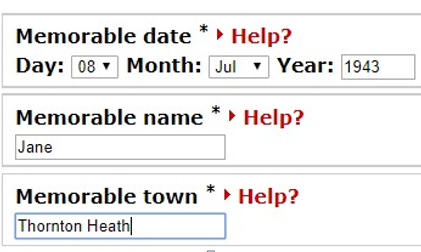 Memorable date * Help?
Day: 08 Month: Jul Year: 1943
Memorable name * Help?
Jane
Memorable town * Help?
Thornton Heath